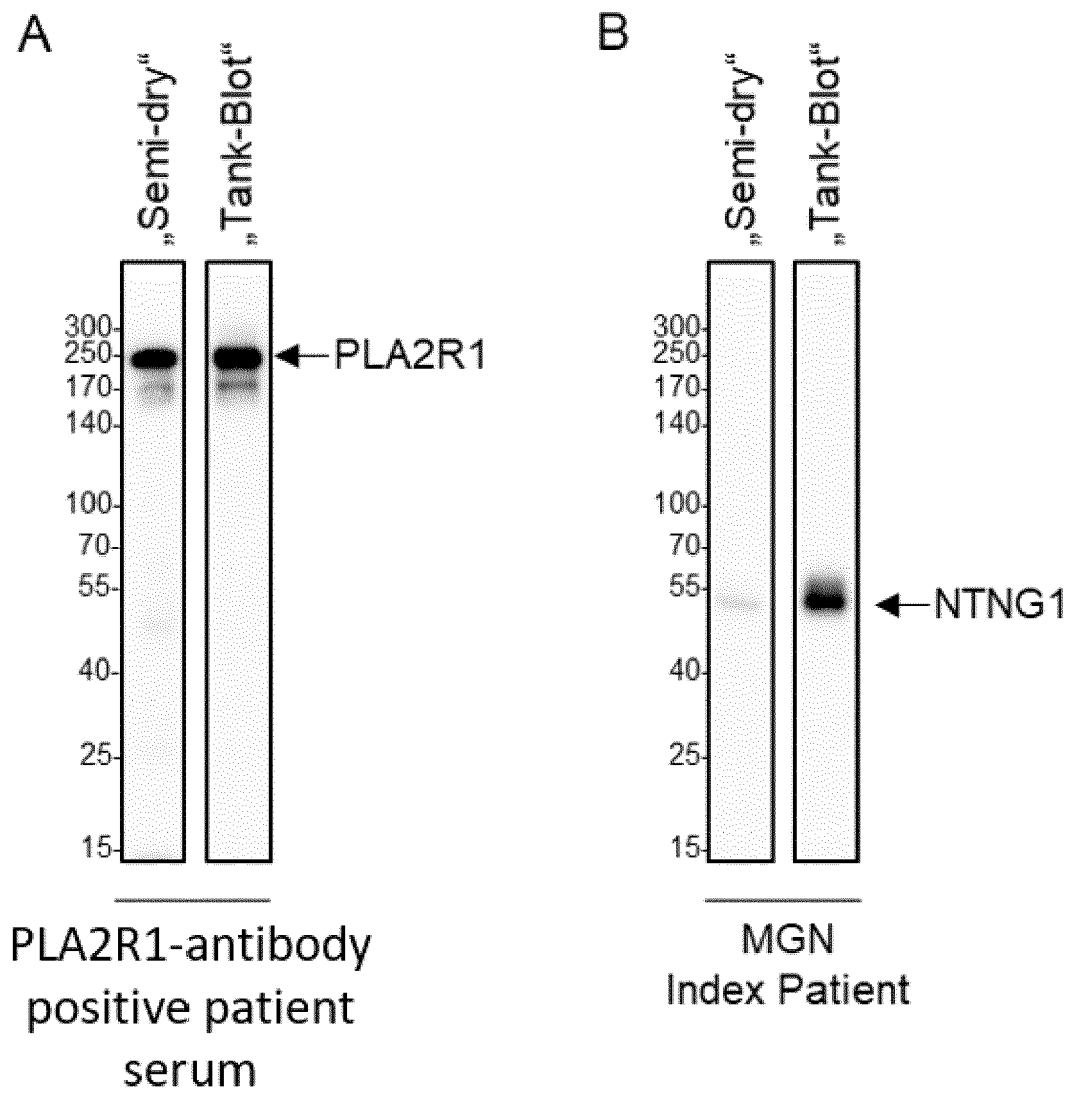 A
„Semi-dry“
„Tank-Blot“
300
250
170
140
100
70
55
40
25
15
PLA2R1
PLA2R1-antibody
positive patient
serum
B
„Semi-dry“
„Tank-Blot“
300
250
170
140
100
70
55
40
25
15
NTNG1
MGN
Index Patient